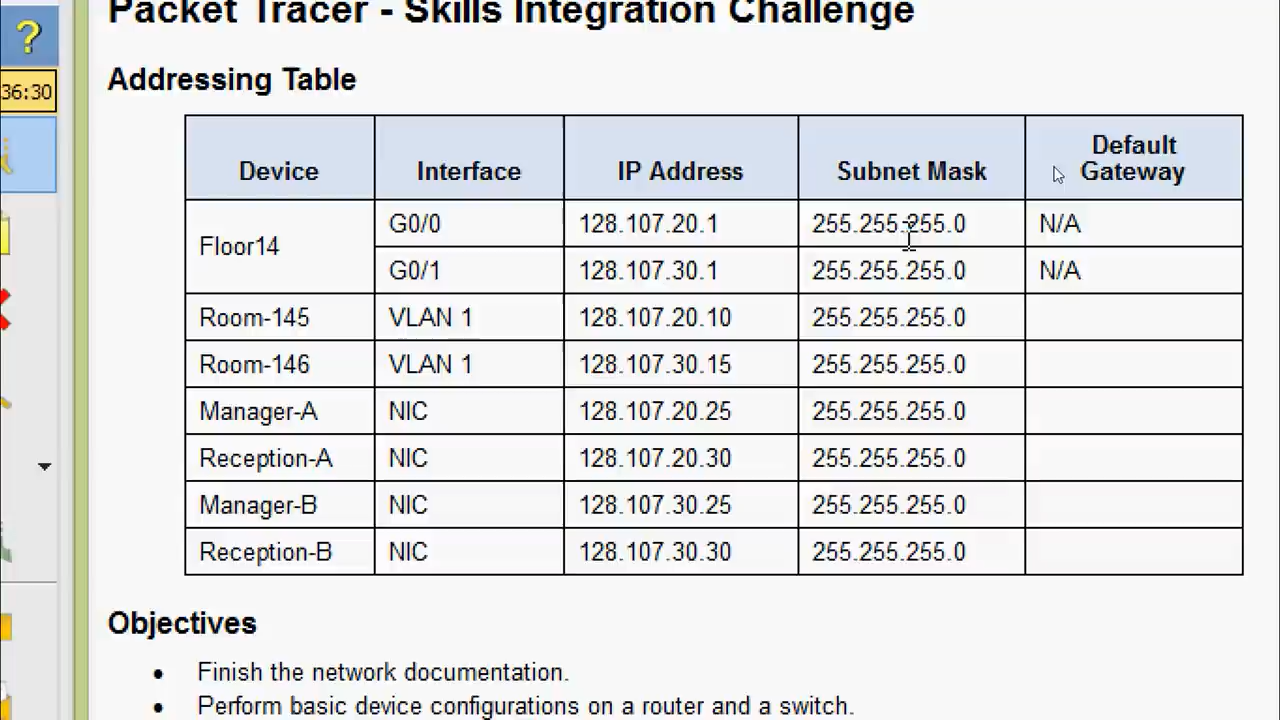 Packet Tracer - Skills Integration Challenge
?
36:30
Addressing Table
Device Interface IP Address Subnet Mask Default Gateway
Floor14 G0/0 128.107.20.1 255.255.255.0 N/A
G0/1 128.107.30.1 255.255.255.0 N/A
Room-145 VLAN 1 128.107.20.10 255.255.255.0
Room-146 VLAN 1 128.107.30.15 255.255.255.0
Manager-A NIC 128.107.20.25 255.255.255.0
Reception-A NIC 128.107.20.30 255.255.255.0
Manager-B NIC 128.107.30.25 255.255.255.0
Reception-B NIC 128.107.30.30 255.255.255.0
Objectives
• Finish the network documentation.
• Perform basic device configurations on a router and a switch.